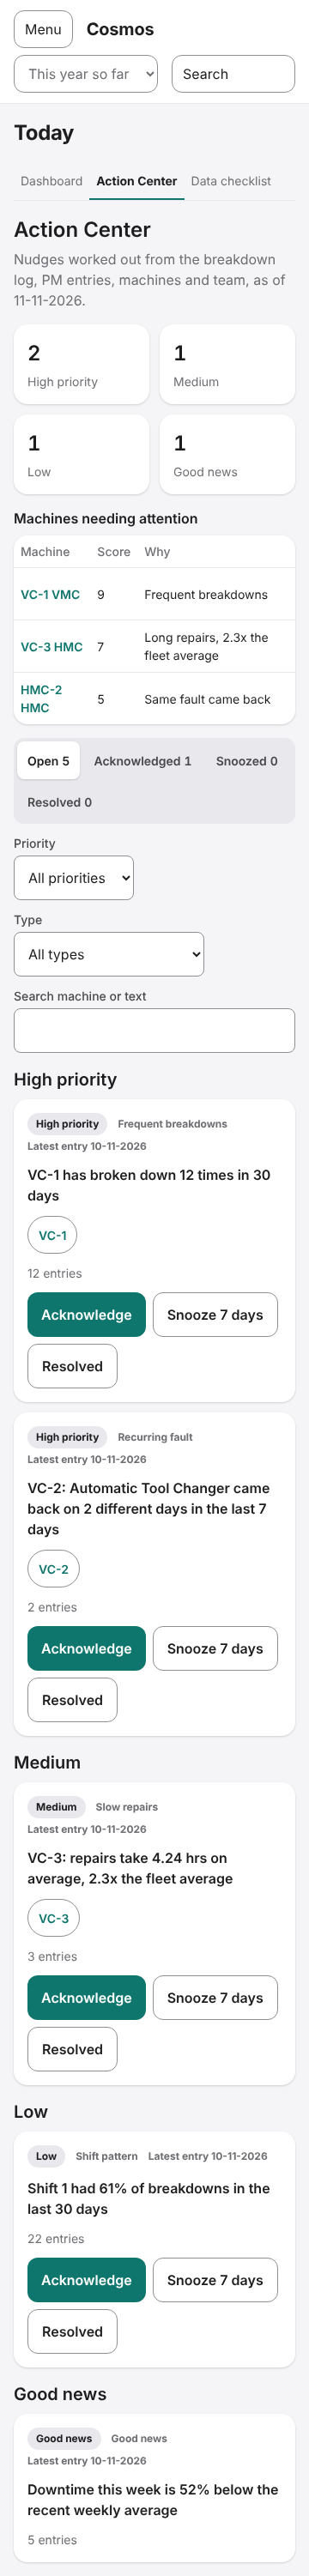 Menu
Cosmos
This year so far
Search
Today
Dashboard
Action Center
Data checklist
Action Center
Nudges worked out from the breakdown
log, PM entries, machines and team, as of
11-11-2026.
2
High priority
1
Medium
1
Low
1
Good news
Machines needing attention
Machine Score Why
VC-1 VMC 9 Frequent breakdowns
VC-3 HMC 7 Long repairs, 2.3x the
fleet average
HMC-2
HMC 5 Same fault came back
Open 5
Acknowledged 1
Snoozed 0
Resolved 0
Priority
All priorities
Type
All types
Search machine or text
High priority
High priority Frequent breakdowns
Latest entry 10-11-2026
VC-1 has broken down 12 times in 30
days
VC-1
12 entries
Acknowledge
Snooze 7 days
Resolved
High priority Recurring fault
Latest entry 10-11-2026
VC-2: Automatic Tool Changer came
back on 2 different days in the last 7
days
VC-2
2 entries
Acknowledge
Snooze 7 days
Resolved
Medium
Medium Slow repairs
Latest entry 10-11-2026
VC-3: repairs take 4.24 hrs on
average, 2.3x the fleet average
VC-3
3 entries
Acknowledge
Snooze 7 days
Resolved
Low
Low Shift pattern Latest entry 10-11-2026
Shift 1 had 61% of breakdowns in the
last 30 days
22 entries
Acknowledge
Snooze 7 days
Resolved
Good news
Good news Good news
Latest entry 10-11-2026
Downtime this week is 52% below the
recent weekly average
5 entries